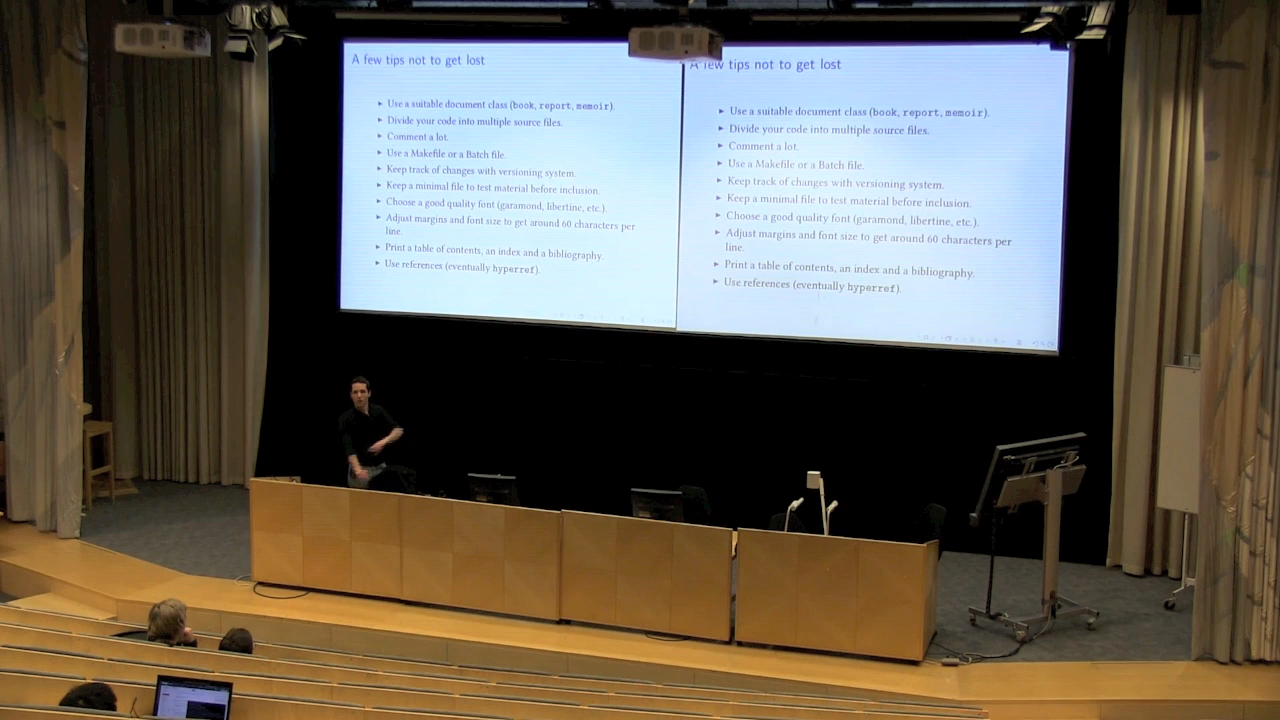 A few tips not to get lost
► Use a suitable document class (book, report, memoir).
► Divide your code into multiple source files.
► Comment a lot.
► Use a Makefile or a Batch file.
► Keep track of changes with versioning system.
► Keep a minimal file to test material before inclusion.
► Choose a good quality font (garamond, libertine, etc.).
► Adjust margins and font size to get around 60 characters per
line.
► Print a table of contents, an index and a bibliography.
► Use references (eventually hyperref).
A few tips not to get lost
► Use a suitable document class (book, report, memoir).
► Divide your code into multiple source files.
► Comment a lot.
► Use a Makefile or a Batch file.
► Keep track of changes with versioning system.
► Keep a minimal file to test material before inclusion.
► Choose a good quality font (garamond, libertine, etc.).
► Adjust margins and font size to get around 60 characters per
line.
► Print a table of contents, an index and a bibliography.
► Use references (eventually hyperref).